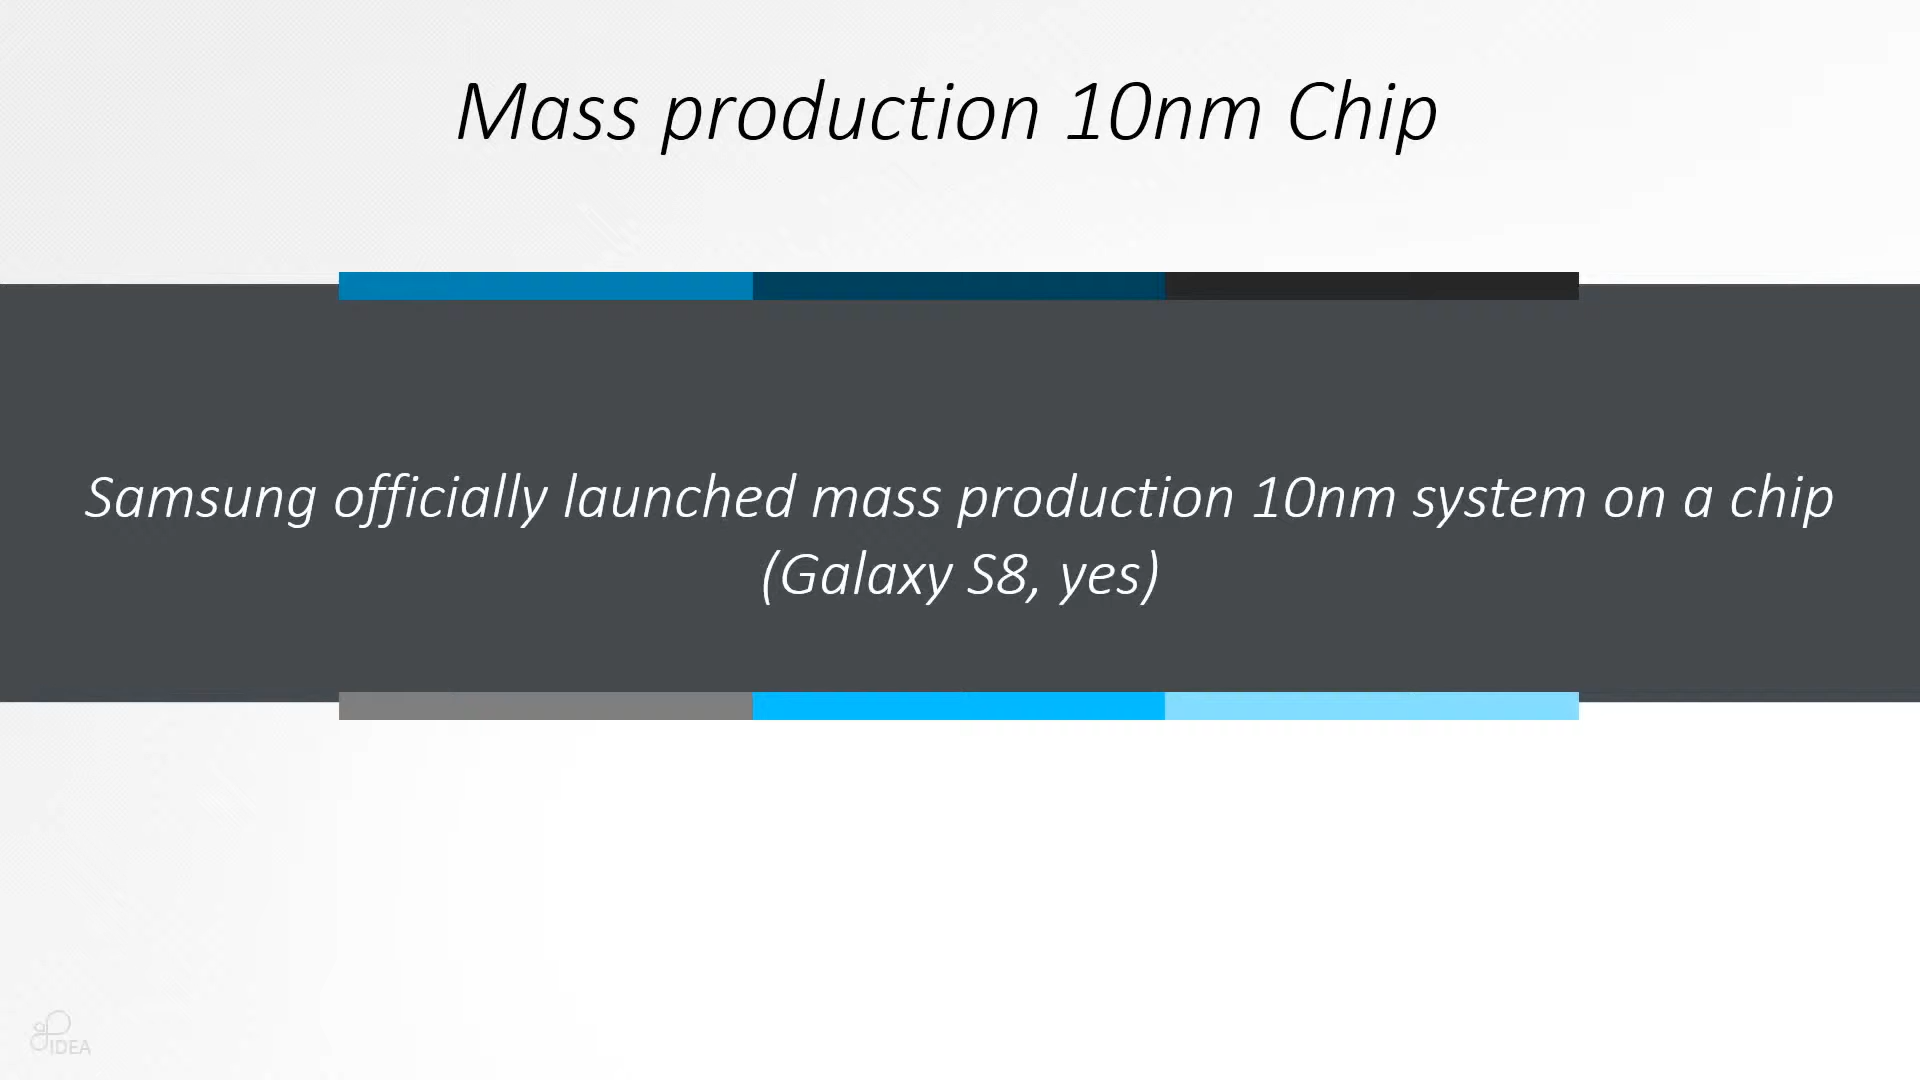 Mass production 10nm Chip
Samsung officially launched mass production 10nm system on a chip
(Galaxy S8, yes)
IDEA